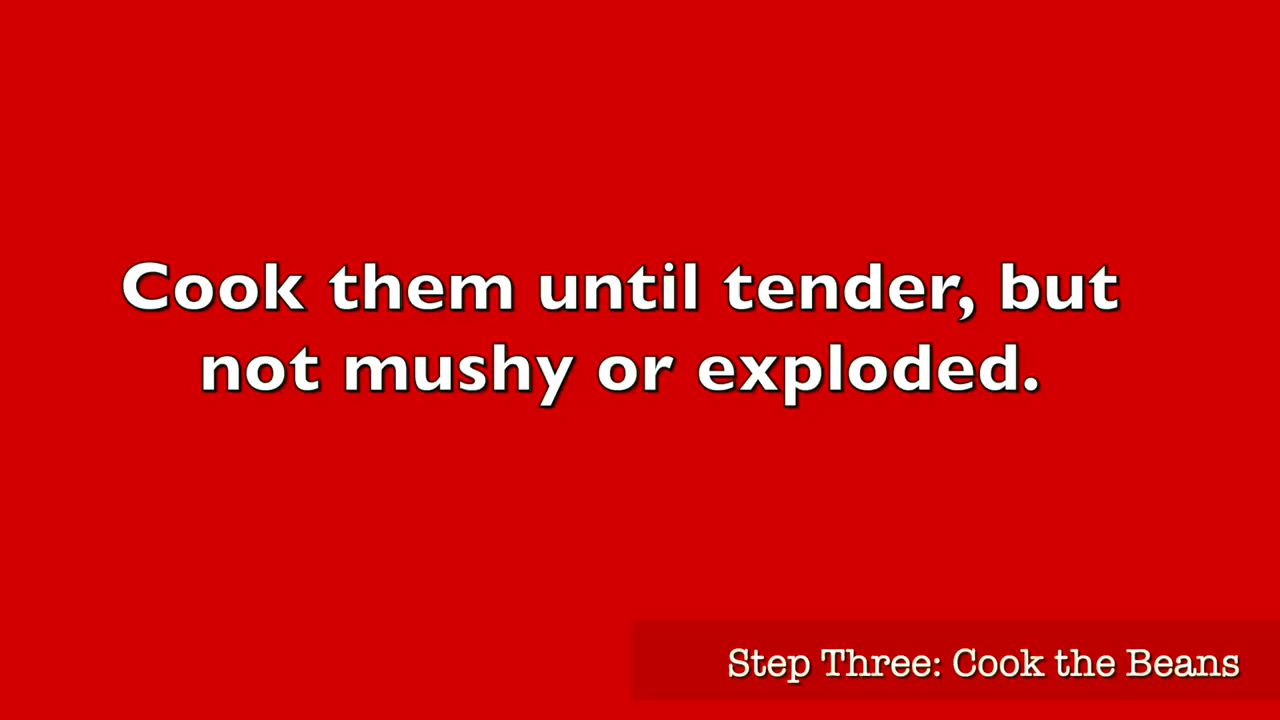 Cook them until tender, but
not mushy or exploded.
Step Three: Cook the Beans